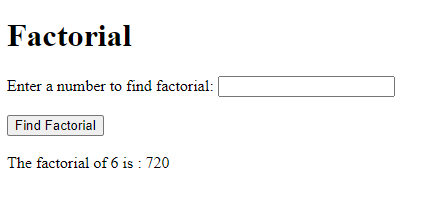 Factorial
Enter a number to find factorial:
Find Factorial
The factorial of 6 is : 720